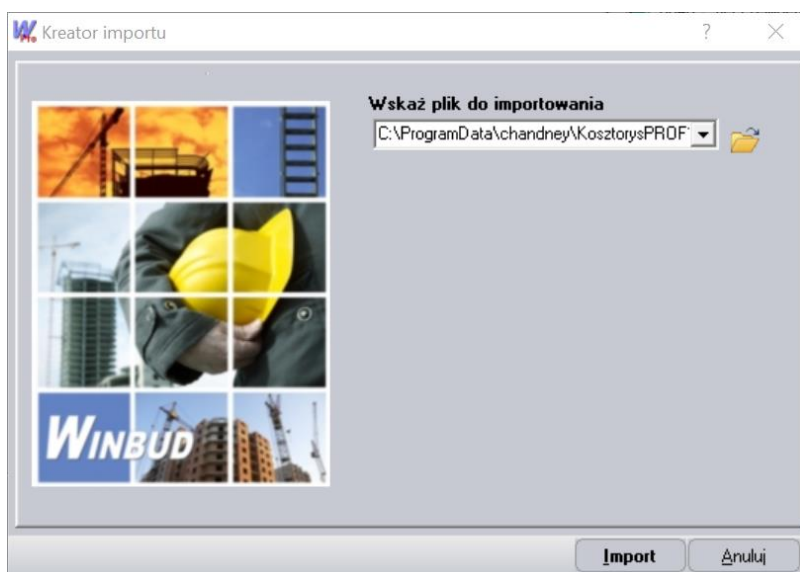 Kreator importu
Wskaż plik do importowania
C:\ProgramData\chandney\KosztorysPROF
WINBUD
Import
Anuluj